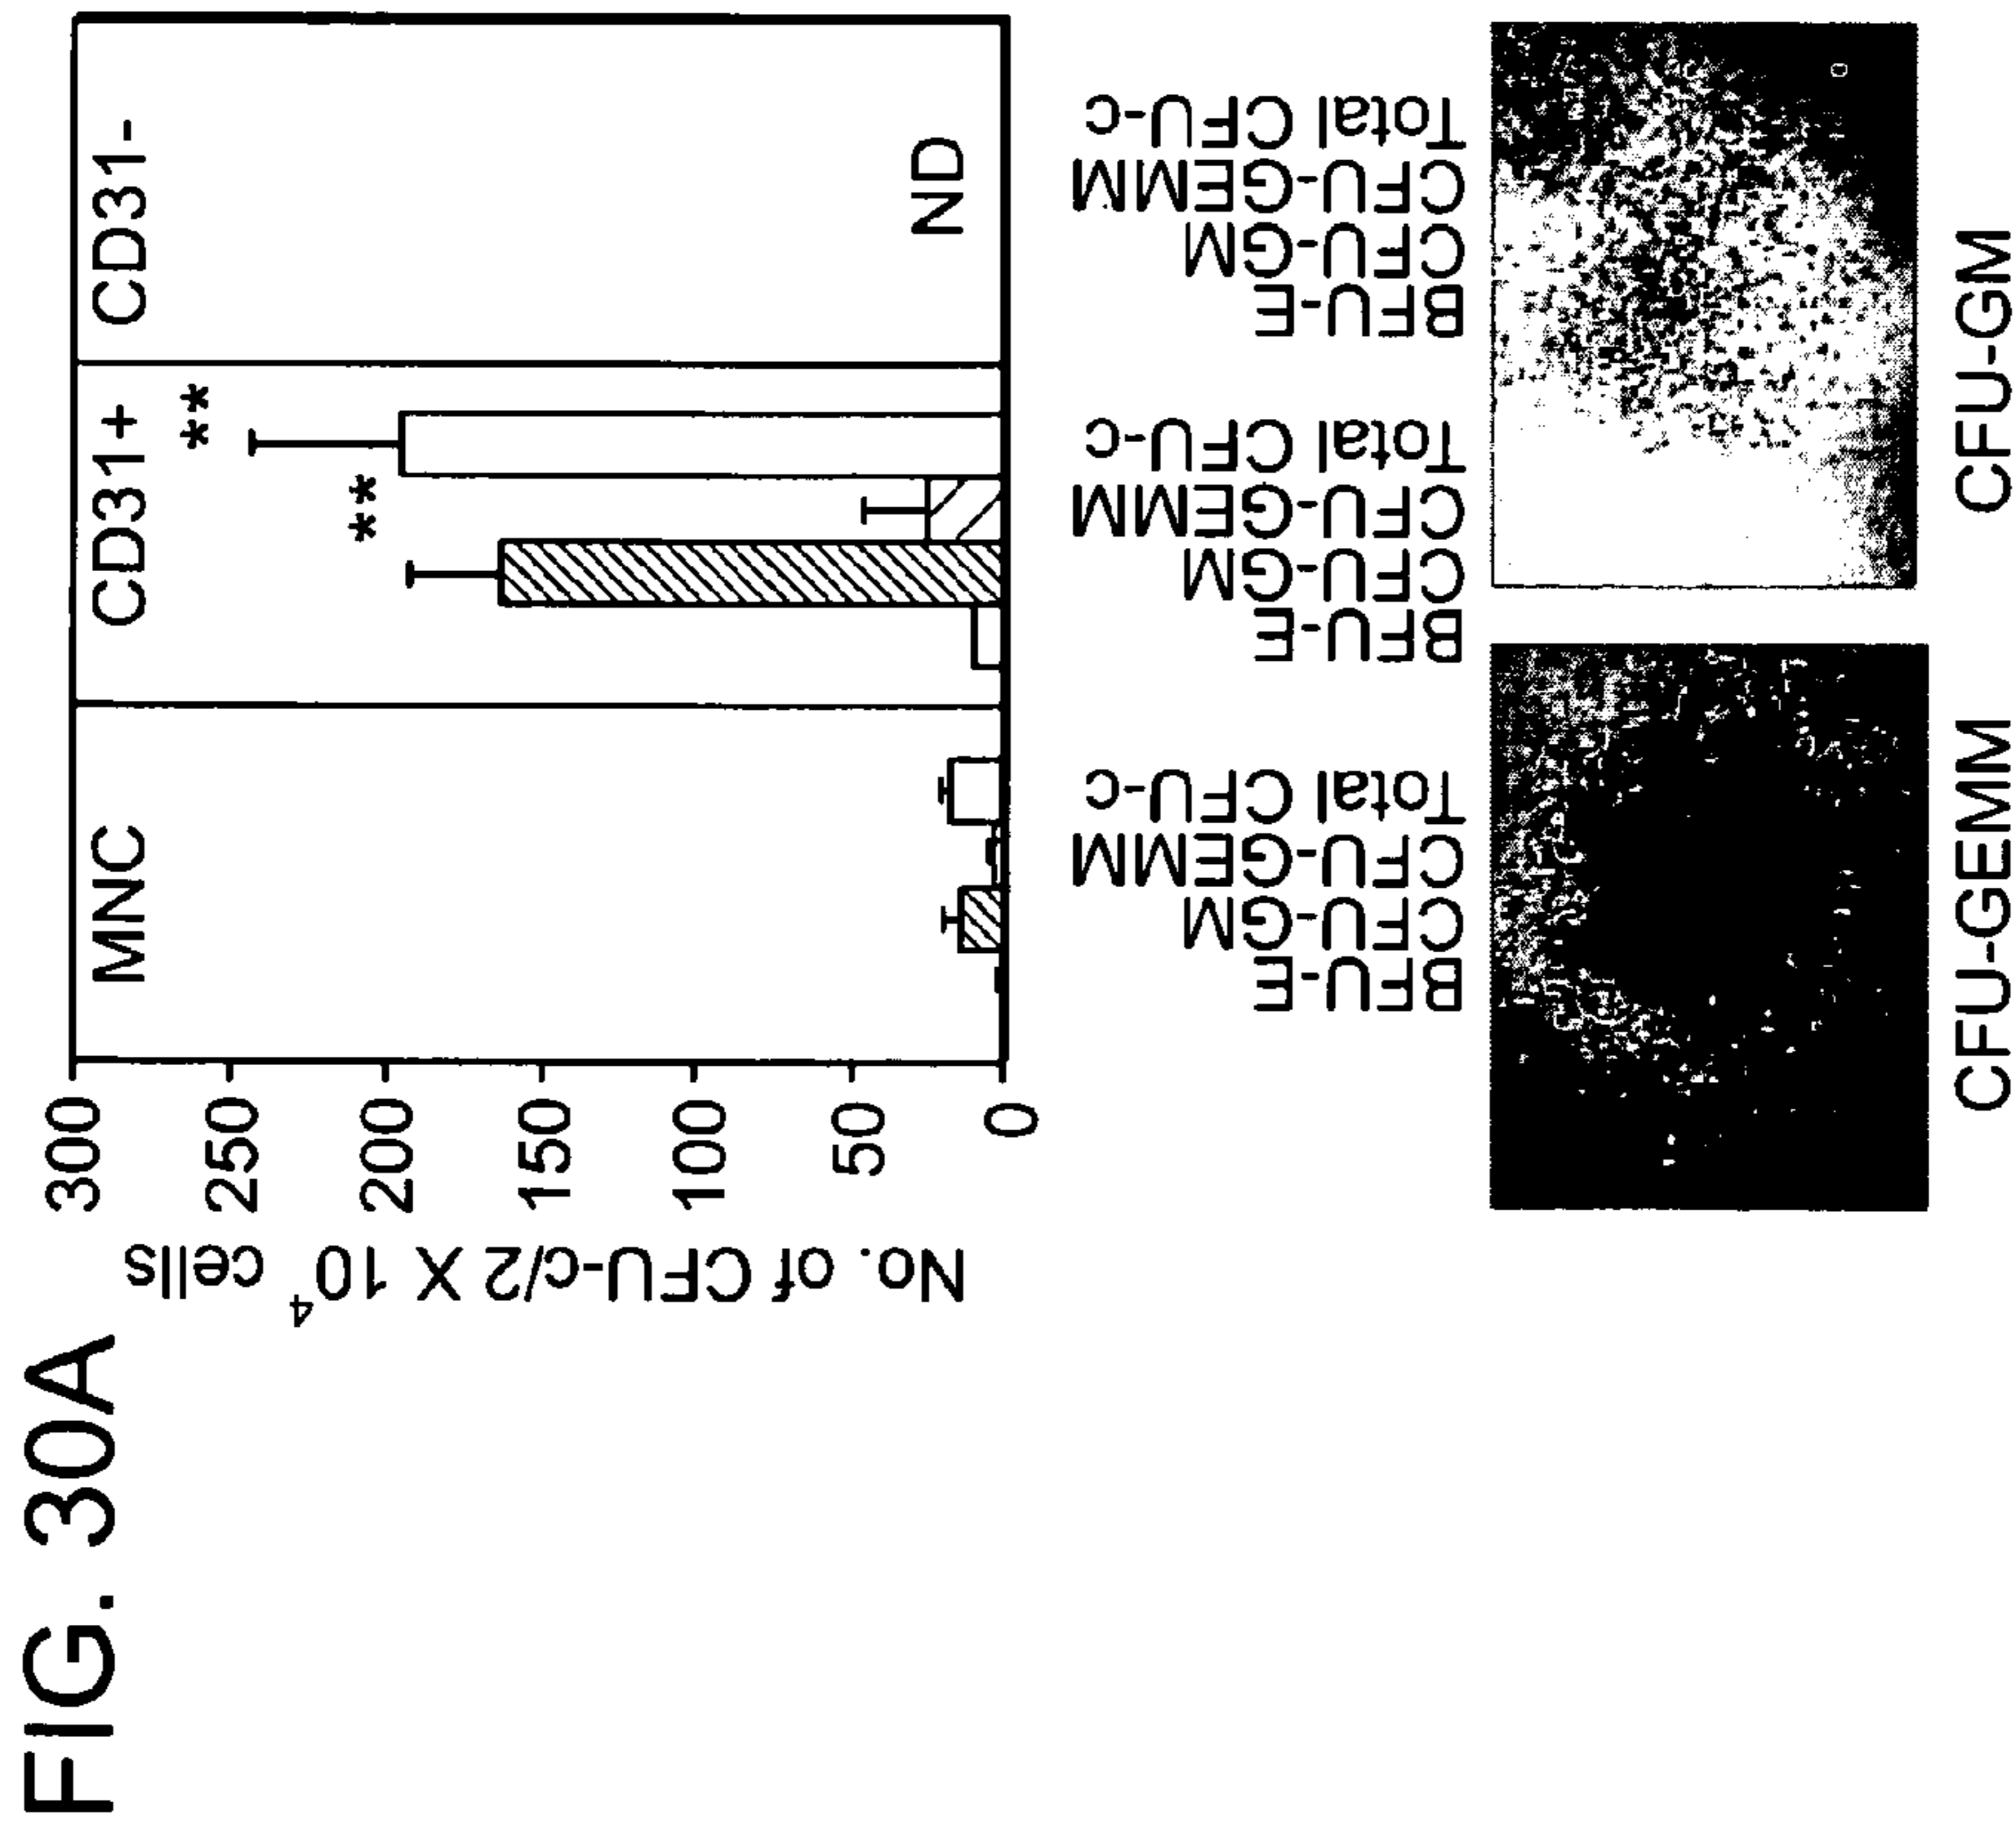 FIG. 30A
No. of CFU-c/2 X 10⁴ cells
300
250
200
150
100
50
0
MNC
CD31+
CD31-
**
**
ND
BFU-E
CFU-GM
CFU-GEMM
Total CFU-c
BFU-E
CFU-GM
CFU-GEMM
Total CFU-c
BFU-E
CFU-GM
CFU-GEMM
Total CFU-c
CFU-GEMM
CFU-GM